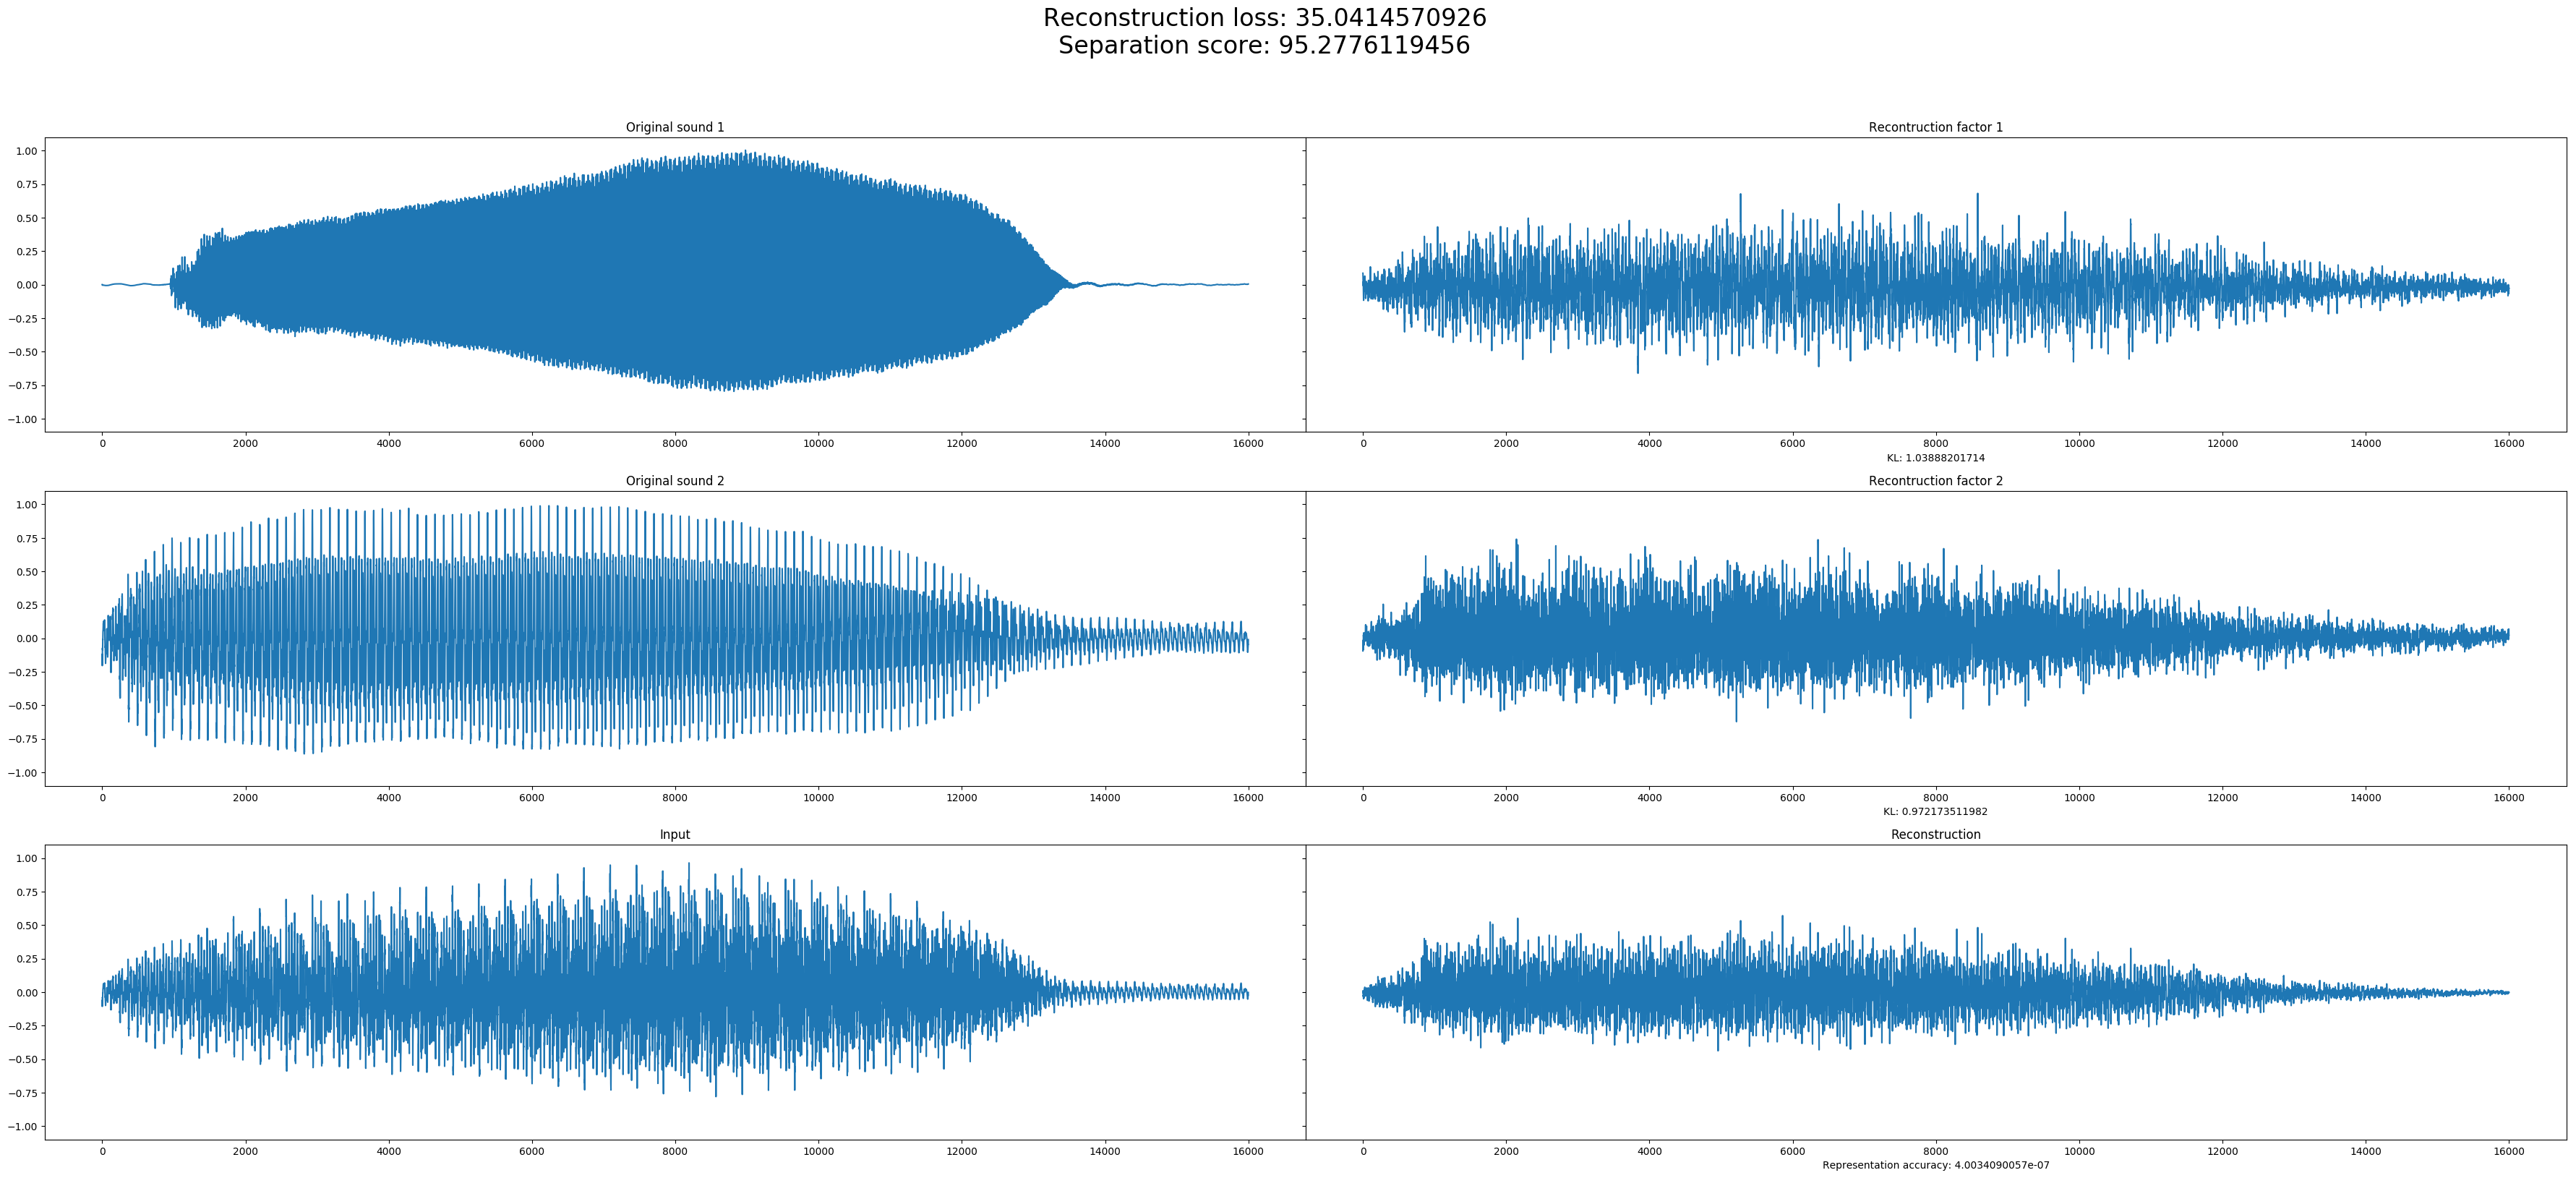 Reconstruction loss: 35.0414570926
Separation score: 95.2776119456
Original sound 1
Recontruction factor 1
1.00
0.75
0.50
0.25
0.00
−0.25
−0.50
−0.75
−1.00
0 2000 4000 6000 8000 10000 12000 14000 16000
0 2000 4000 6000 8000 10000 12000 14000 16000
KL: 1.03888201714
Original sound 2
Recontruction factor 2
1.00
0.75
0.50
0.25
0.00
−0.25
−0.50
−0.75
−1.00
0 2000 4000 6000 8000 10000 12000 14000 16000
0 2000 4000 6000 8000 10000 12000 14000 16000
KL: 0.972173511982
Input
Reconstruction
1.00
0.75
0.50
0.25
0.00
−0.25
−0.50
−0.75
−1.00
0 2000 4000 6000 8000 10000 12000 14000 16000
0 2000 4000 6000 8000 10000 12000 14000 16000
Representation accuracy: 4.0034090057e-07